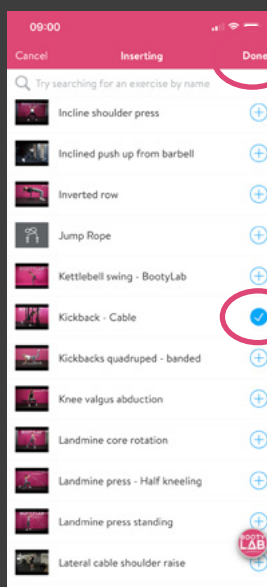 09:00
Cancel Inserting Done
Try searching for an exercise by name
Incline shoulder press
Inclined push up from barbell
Inverted row
Jump Rope
Kettlebell swing - BootyLab
Kickback - Cable
Kickbacks quadruped - banded
Knee valgus abduction
Landmine core rotation
Landmine press - Half kneeling
Landmine press standing
BOOTY
LAB
Lateral cable shoulder raise